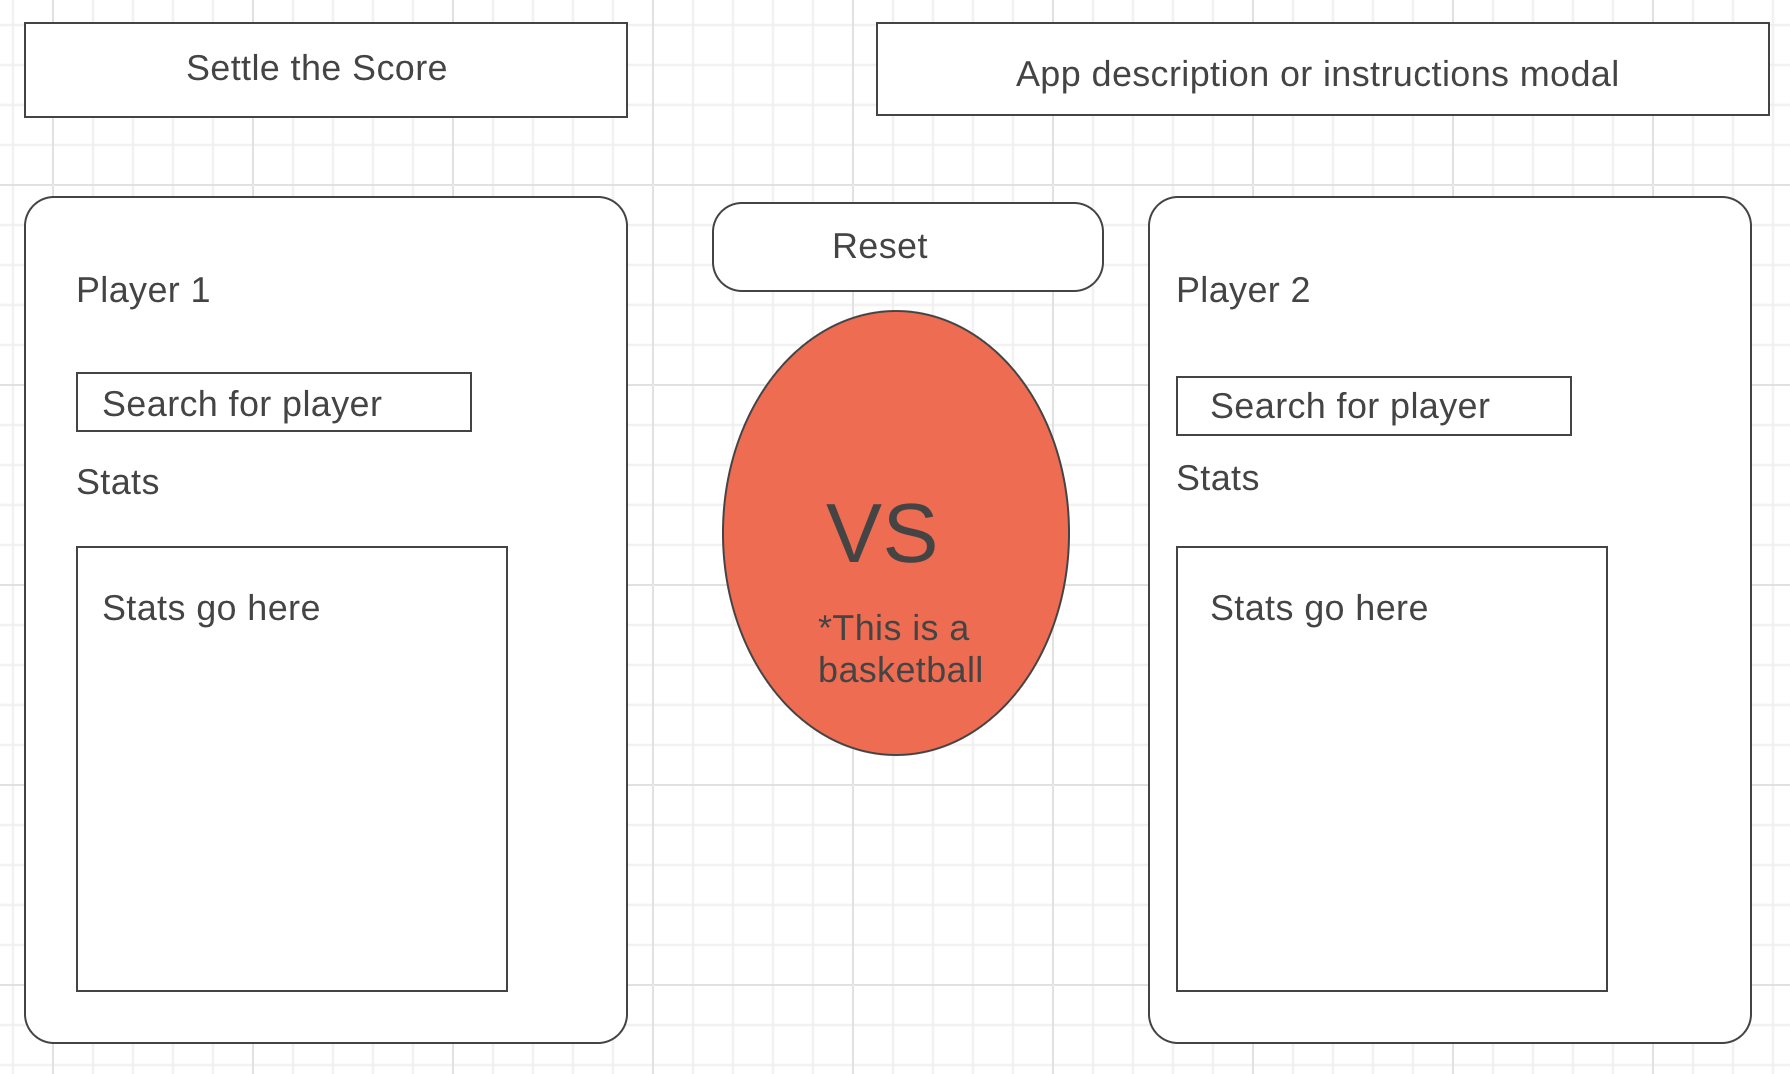 Settle the Score
App description or instructions modal
Player 1
Search for player
Stats
Stats go here
Reset
VS
*This is a
basketball
Player 2
Search for player
Stats
Stats go here